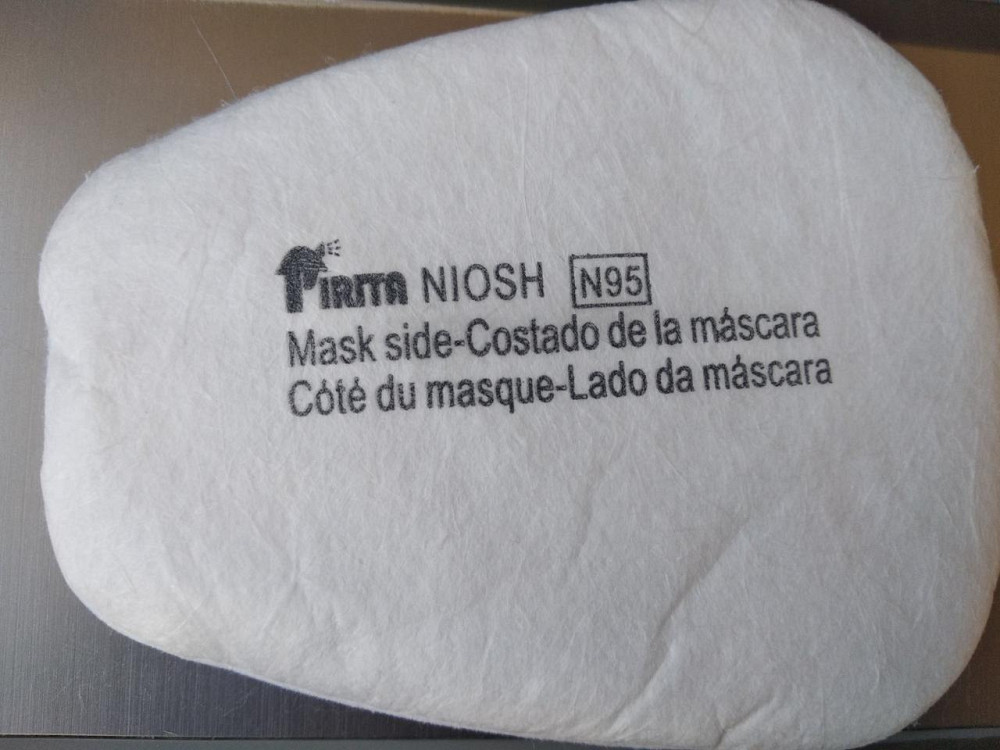 PIRITA NIOSH N95
Mask side-Costado de la máscara
Côté du masque-Lado da máscara